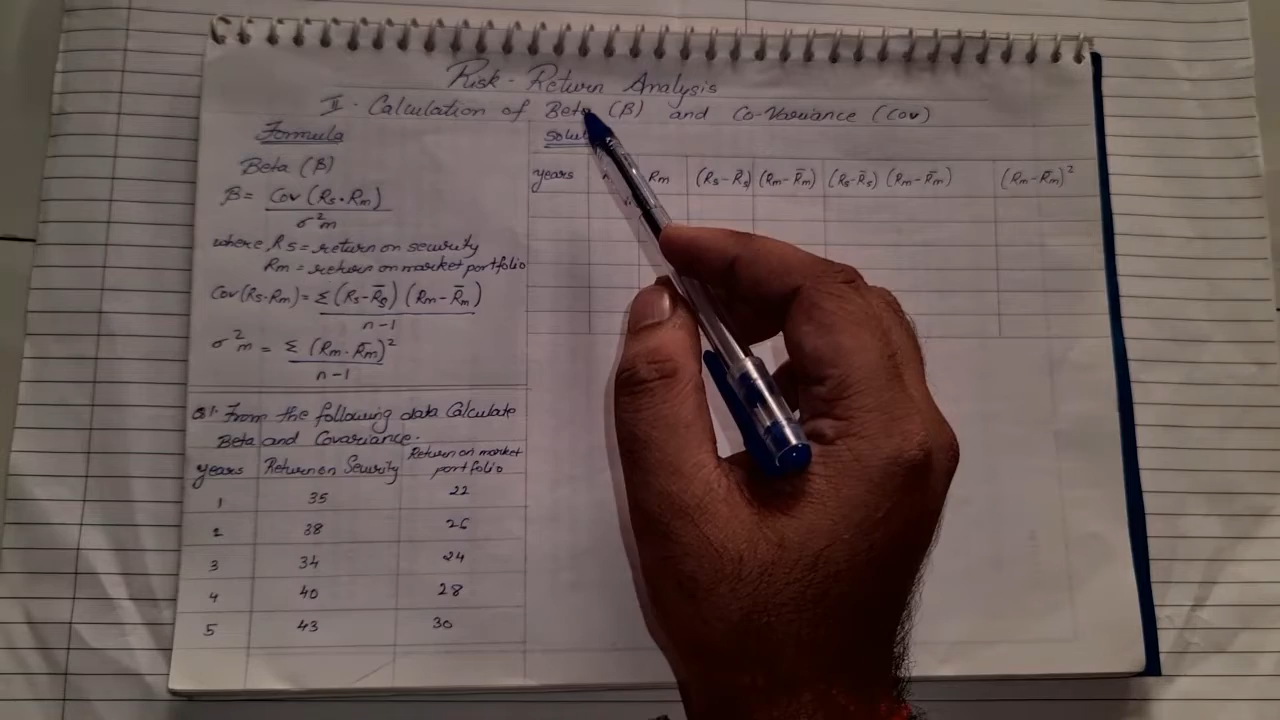 Risk - Return Analysis
II. Calculation of Beta (β) and Co-Variance (Cov)
Formula
Beta (β)
β = Cov (Rs·Rm)
σ²m
where Rs = return on security
Rm = return on market portfolio
Cov(Rs·Rm) = Σ (Rs-R̄s) (Rm-R̄m)
n-1
σ²m = Σ (Rm-R̄m)²
n-1
Q1. From the following data Calculate
Beta and Covariance.
years Return on Security Return on market portfolio
1 35 22
2 38 26
3 34 24
4 40 28
5 43 30
years Rm (Rs-R̄s) (Rm-R̄m) (Rs-R̄s) (Rm-R̄m) (Rm-R̄m)²